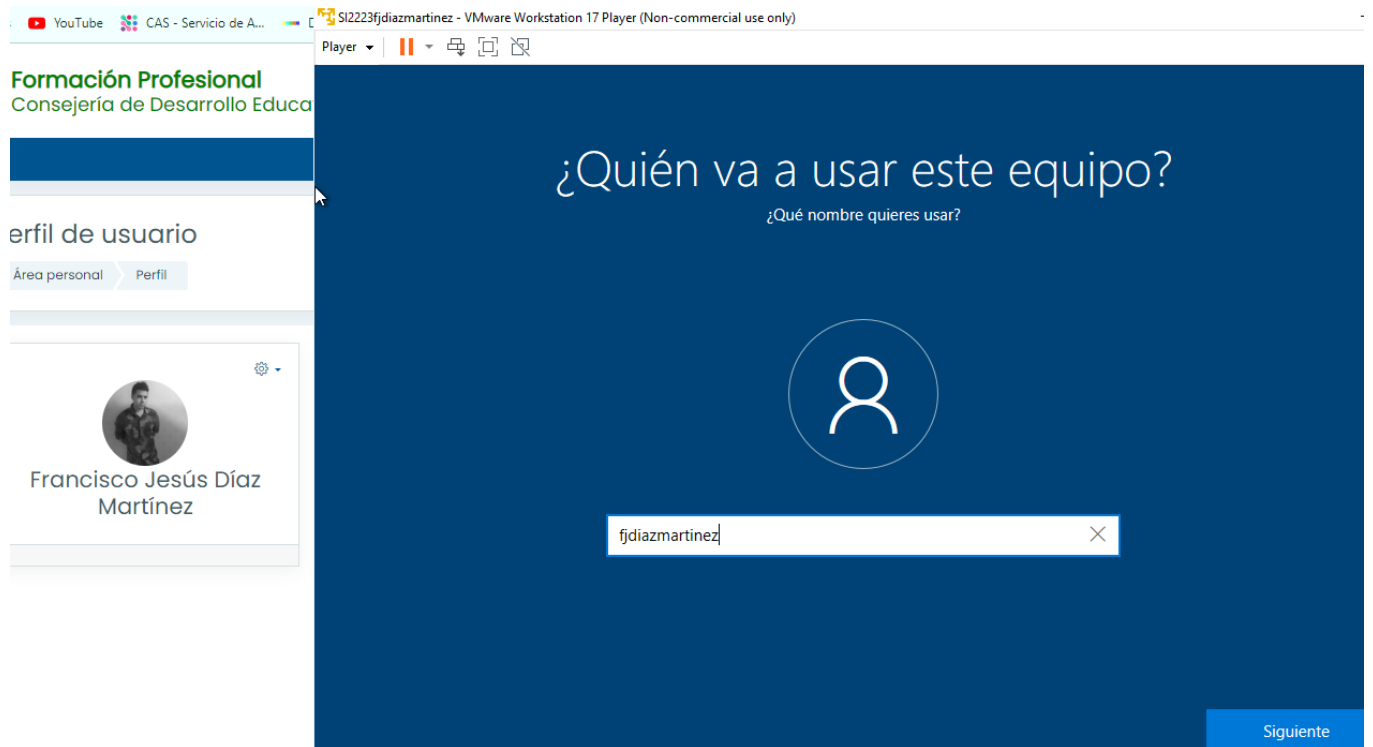 YouTube CAS - Servicio de A...
SI2223fjdiazmartinez - VMware Workstation 17 Player (Non-commercial use only)
Player
Formación Profesional
Consejería de Desarrollo Educa
¿Quién va a usar este equipo?
¿Qué nombre quieres usar?
erfil de usuario
Área personal Perfil
Francisco Jesús Díaz
Martínez
fjdiazmartinez
Siguiente